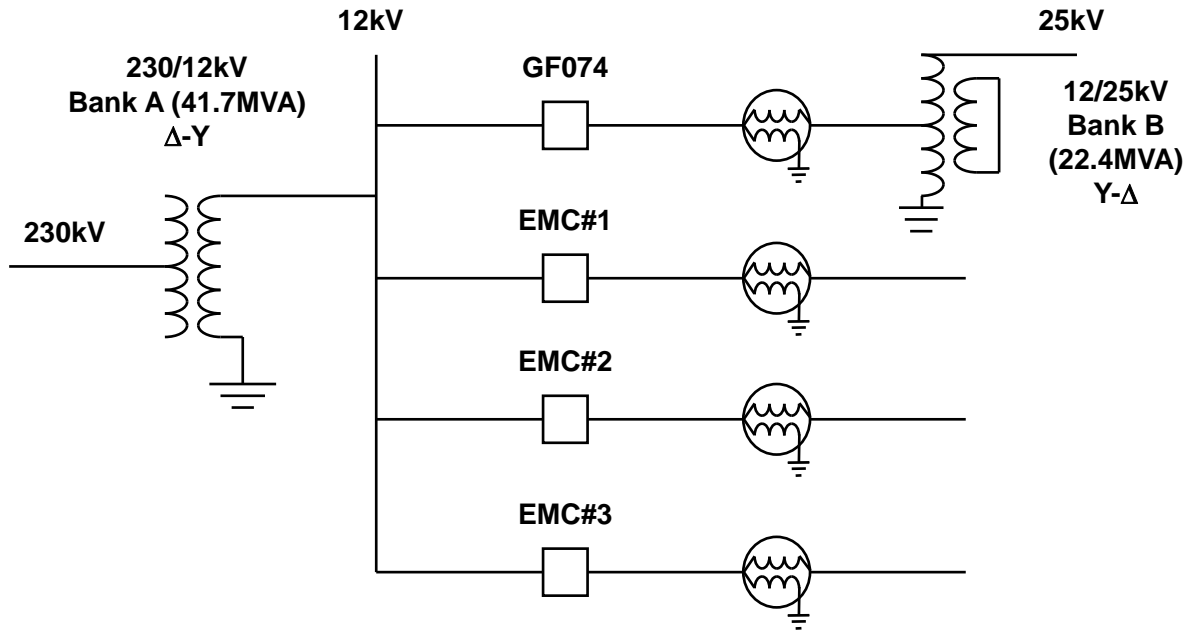 12kV
25kV
230/12kV
Bank A (41.7MVA)
Δ-Y
GF074
12/25kV
Bank B
(22.4MVA)
Y-Δ
230kV
EMC#1
EMC#2
EMC#3